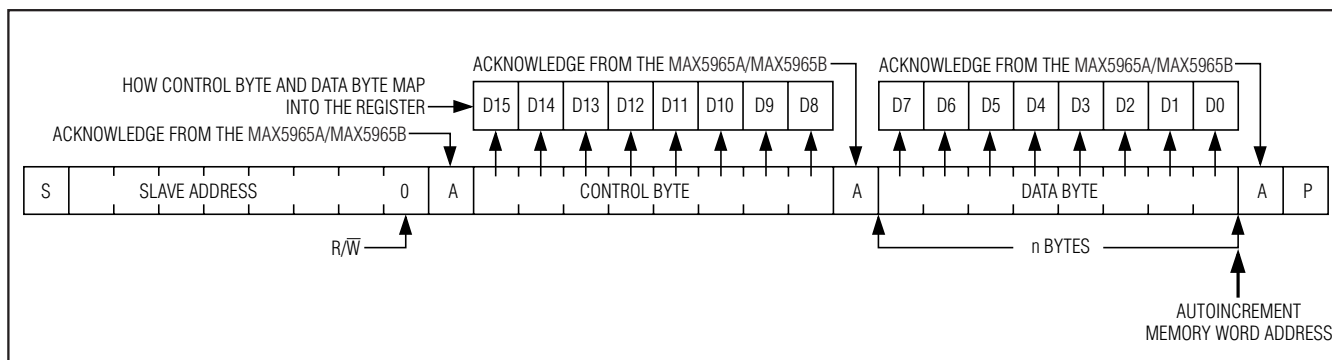 ACKNOWLEDGE FROM THE MAX5965A/MAX5965B
ACKNOWLEDGE FROM THE MAX5965A/MAX5965B
HOW CONTROL BYTE AND DATA BYTE MAP
INTO THE REGISTER
D15 D14 D13 D12 D11 D10 D9 D8
D7 D6 D5 D4 D3 D2 D1 D0
ACKNOWLEDGE FROM THE MAX5965A/MAX5965B
S SLAVE ADDRESS 0 A CONTROL BYTE A DATA BYTE A P
R/W̅
n BYTES
AUTOINCREMENT
MEMORY WORD ADDRESS